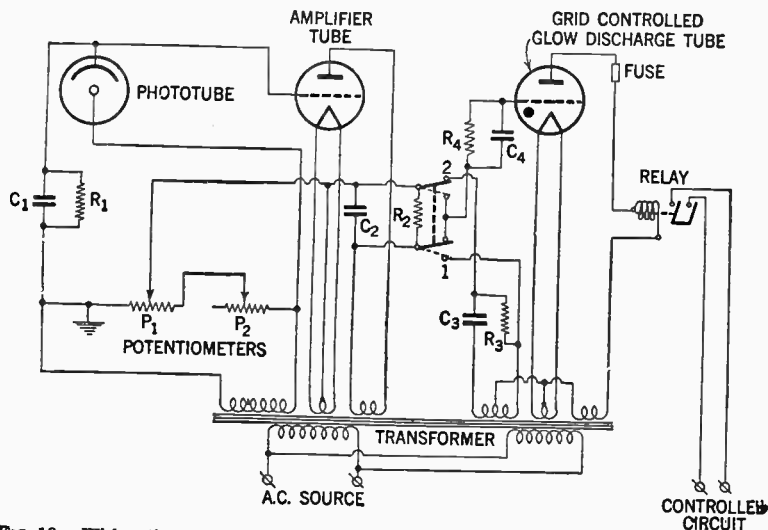 AMPLIFIER
TUBE
GRID CONTROLLED
GLOW DISCHARGE TUBE
FUSE
PHOTOTUBE
R4
C4
RELAY
C1
R1
2
R2
C2
1
C3
R3
P1
P2
POTENTIOMETERS
TRANSFORMER
A.C. SOURCE
CONTROLLED
CIRCUIT